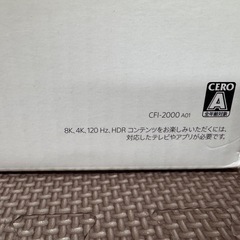 CERO
A
全年齢対象
CFI-2000 A01
8K, 4K, 120 Hz, HDR コンテンツをお楽しみいただくには、
対応したテレビやアプリが必要です。